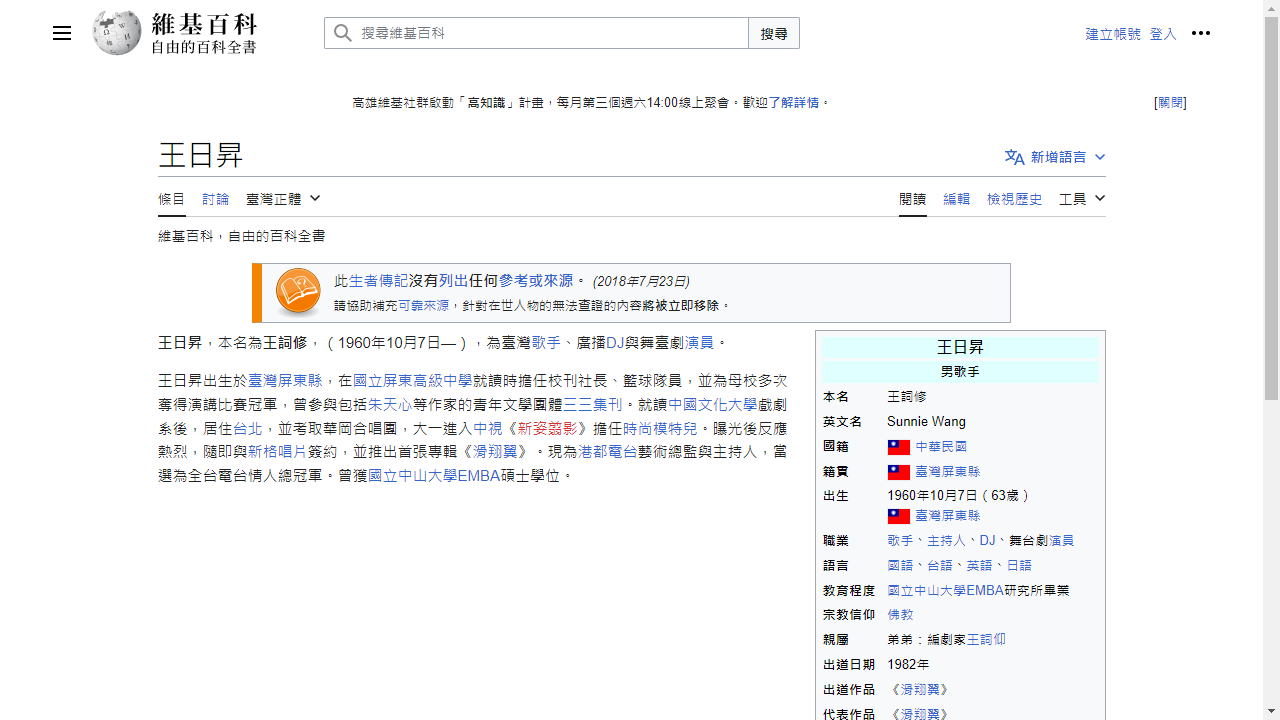 維基百科
自由的百科全書
搜尋維基百科
搜尋
建立帳號 登入
高雄維基社群啟動「高知識」計畫，每月第三個週六14:00線上聚會。歡迎了解詳情。
[關閉]
王日昇
新增語言
條目 討論 臺灣正體
閱讀 編輯 檢視歷史 工具
維基百科，自由的百科全書
此生者傳記沒有列出任何參考或來源。 (2018年7月23日)
請協助補充可靠來源，針對在世人物的無法查證的內容將被立即移除。
王日昇，本名為王詞修，（1960年10月7日—），為臺灣歌手、廣播DJ與舞臺劇演員。
王日昇出生於臺灣屏東縣，在國立屏東高級中學就讀時擔任校刊社長、籃球隊員，並為母校多次
奪得演講比賽冠軍，曾參與包括朱天心等作家的青年文學團體三三集刊。就讀中國文化大學戲劇
系後，居住台北，並考取華岡合唱團，大一進入中視《新姿剪影》擔任時尚模特兒。曝光後反應
熱烈，隨即與新格唱片簽約，並推出首張專輯《滑翔翼》。現為港都電台藝術總監與主持人，當
選為全台電台情人總冠軍。曾獲國立中山大學EMBA碩士學位。
王日昇
男歌手
本名 王詞修
英文名 Sunnie Wang
國籍 中華民國
籍貫 臺灣屏東縣
出生 1960年10月7日（63歲）
臺灣屏東縣
職業 歌手、主持人、DJ、舞台劇演員
語言 國語、台語、英語、日語
教育程度 國立中山大學EMBA研究所畢業
宗教信仰 佛教
親屬 弟弟：編劇家王詞仰
出道日期 1982年
出道作品 《滑翔翼》
代表作品 《滑翔翼》